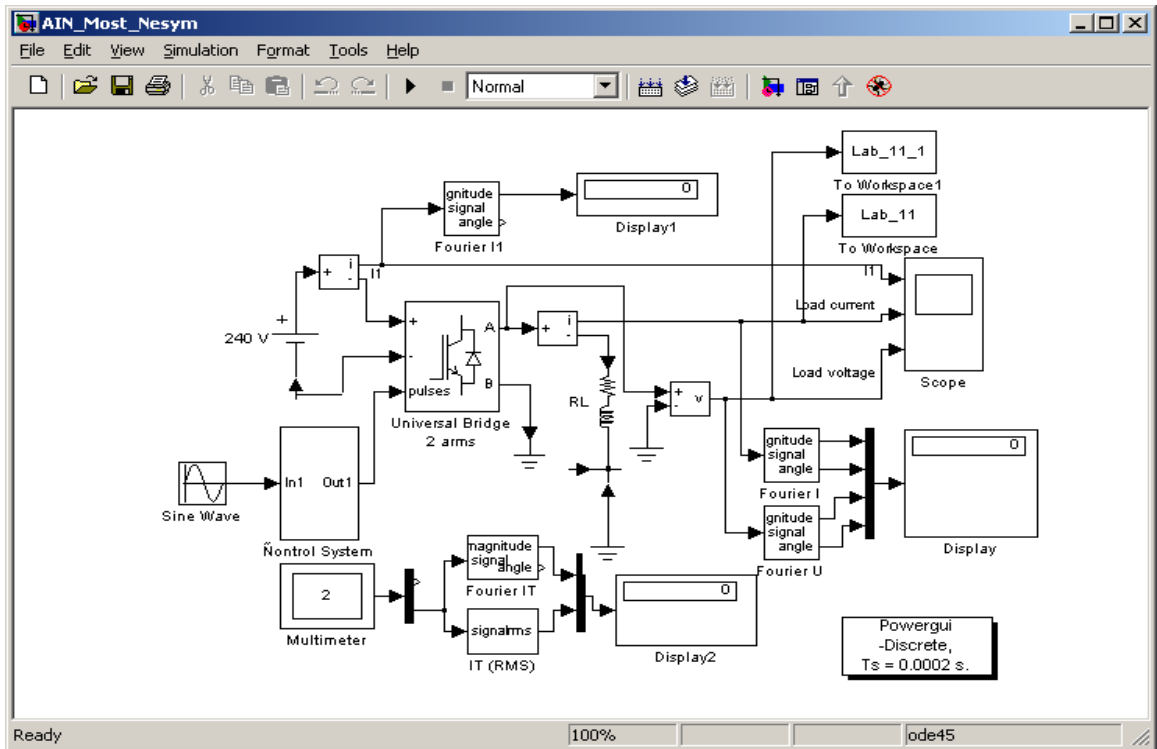 AIN_Most_Nesym
File Edit View Simulation Format Tools Help
Normal
Lab_11_1
To Workspace1
Lab_11
To Workspace
gnitude
signal
angle
Fourier I1
0
Display1
+
i
-
I1
I1
Load current
Load voltage
Scope
+
240 V
+
-
pulses
A
B
Universal Bridge
2 arms
+
i
-
RL
+
-
v
Sine Wave
In1 Out1
Ñontrol System
gnitude
signal
angle
Fourier I
gnitude
signal
angle
Fourier U
0
Display
2
Multimeter
magnitude
signal
angle
Fourier IT
signal rms
IT (RMS)
0
Display2
Powergui
-Discrete,
Ts = 0.0002 s.
Ready 100% ode45